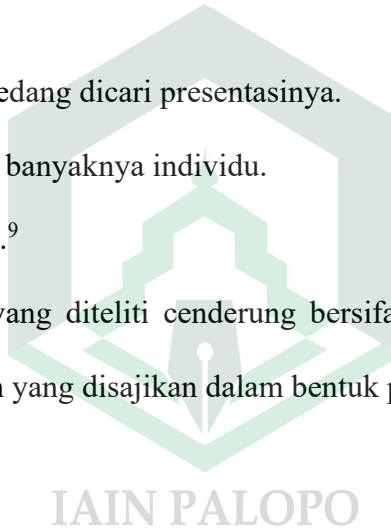 edang dicari presentasinya.
banyaknya individu.
.⁹
yang diteliti cenderung bersifa
n yang disajikan dalam bentuk p
IAIN PALOPO